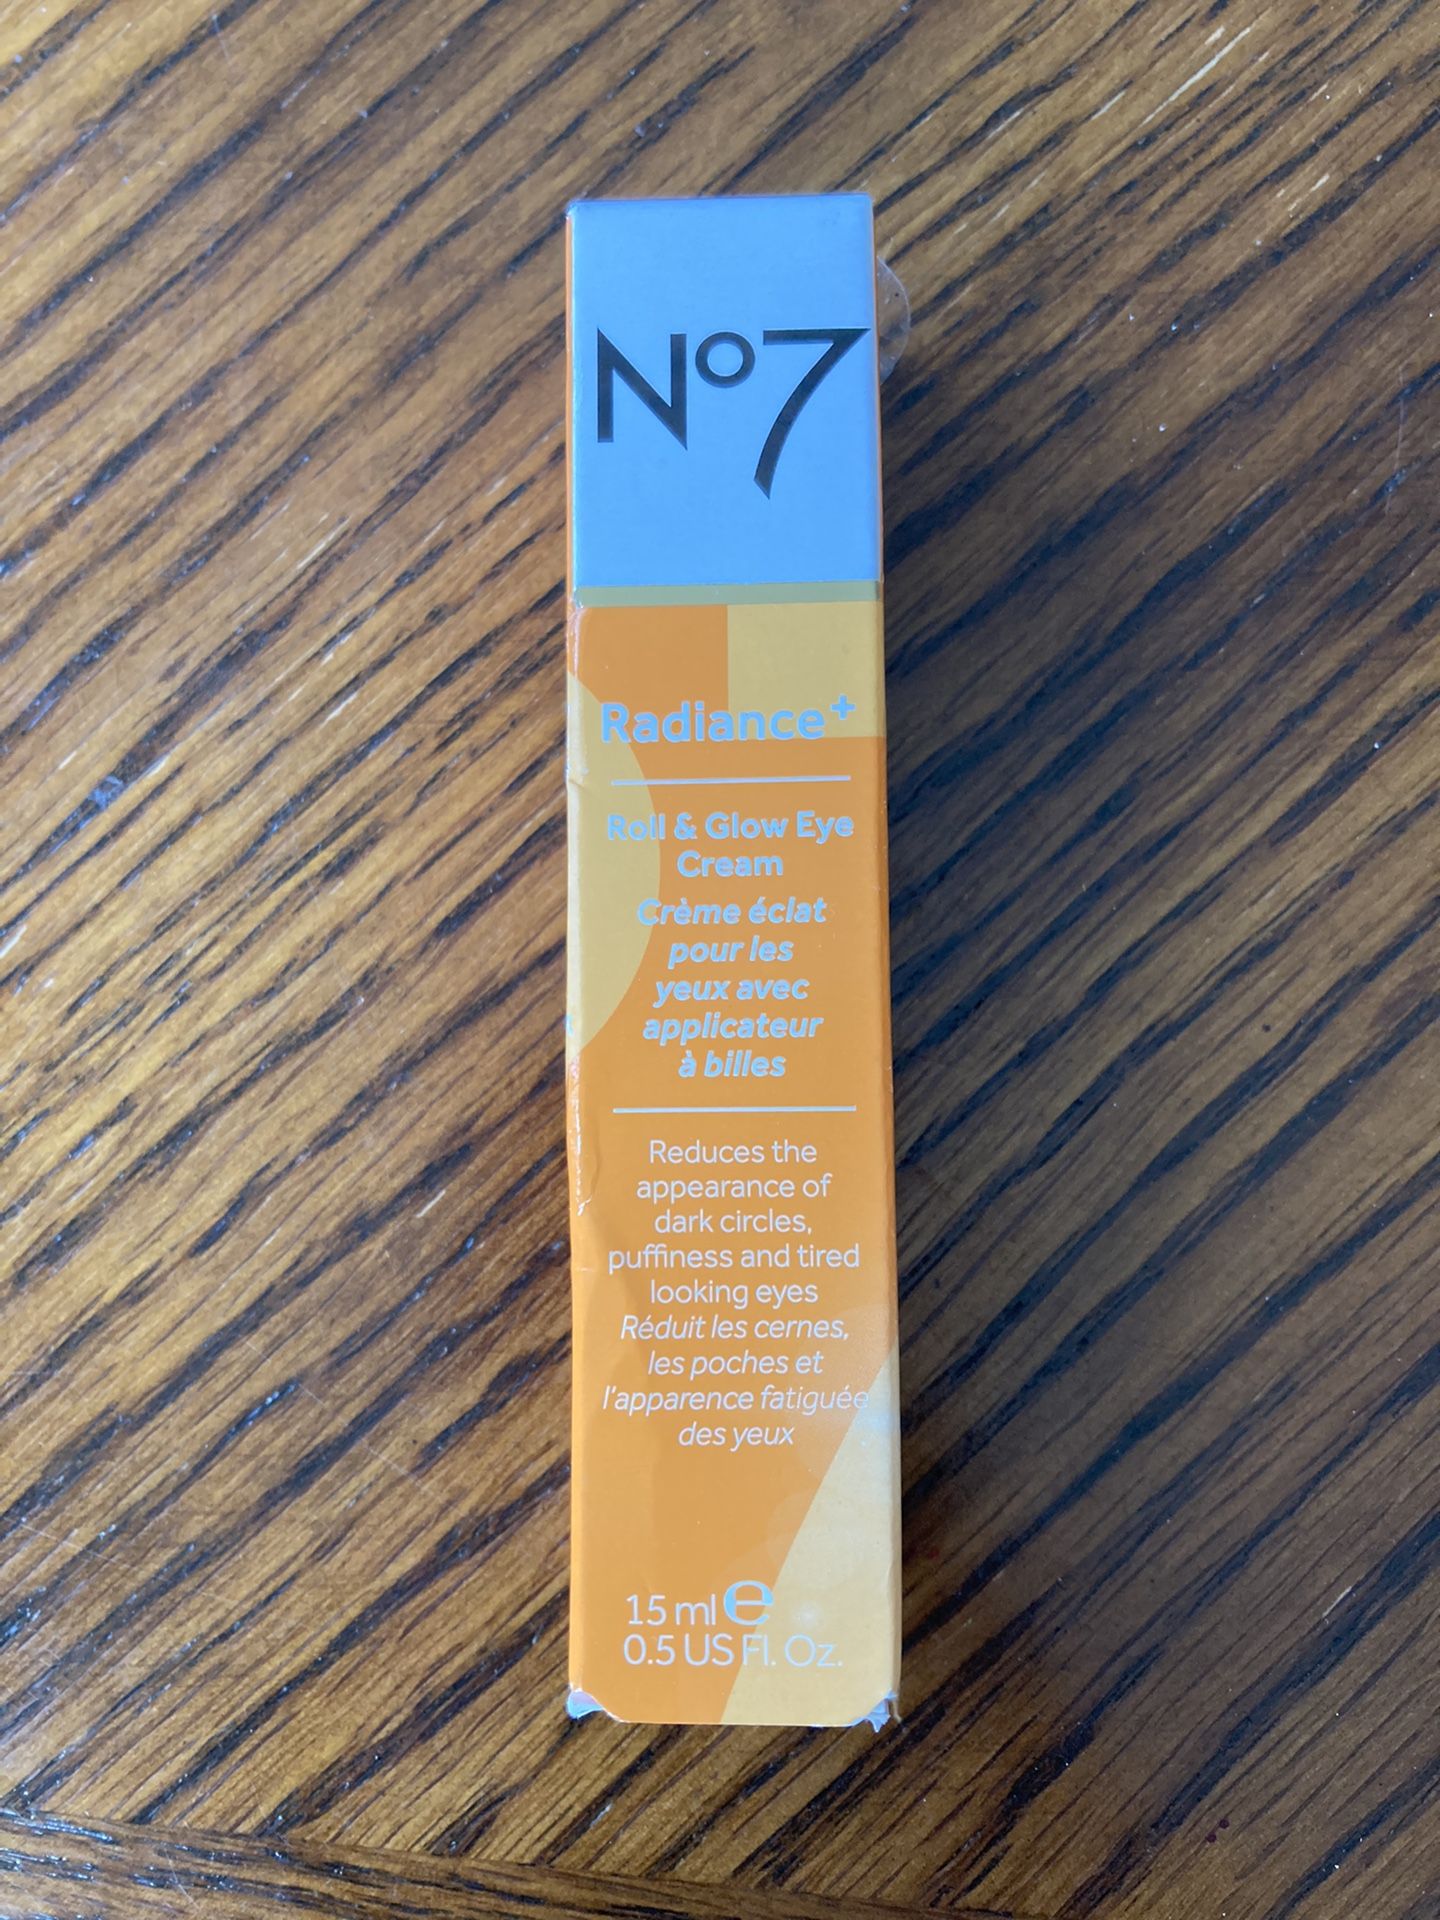 Nº7
Radiance+
Roll & Glow Eye
Cream
Crème éclat
pour les
yeux avec
applicateur
à billes
Reduces the
appearance of
dark circles,
puffiness and tired
looking eyes
Réduit les cernes,
les poches et
l'apparence fatiguée
des yeux
15 ml ℮
0.5 US Fl. Oz.